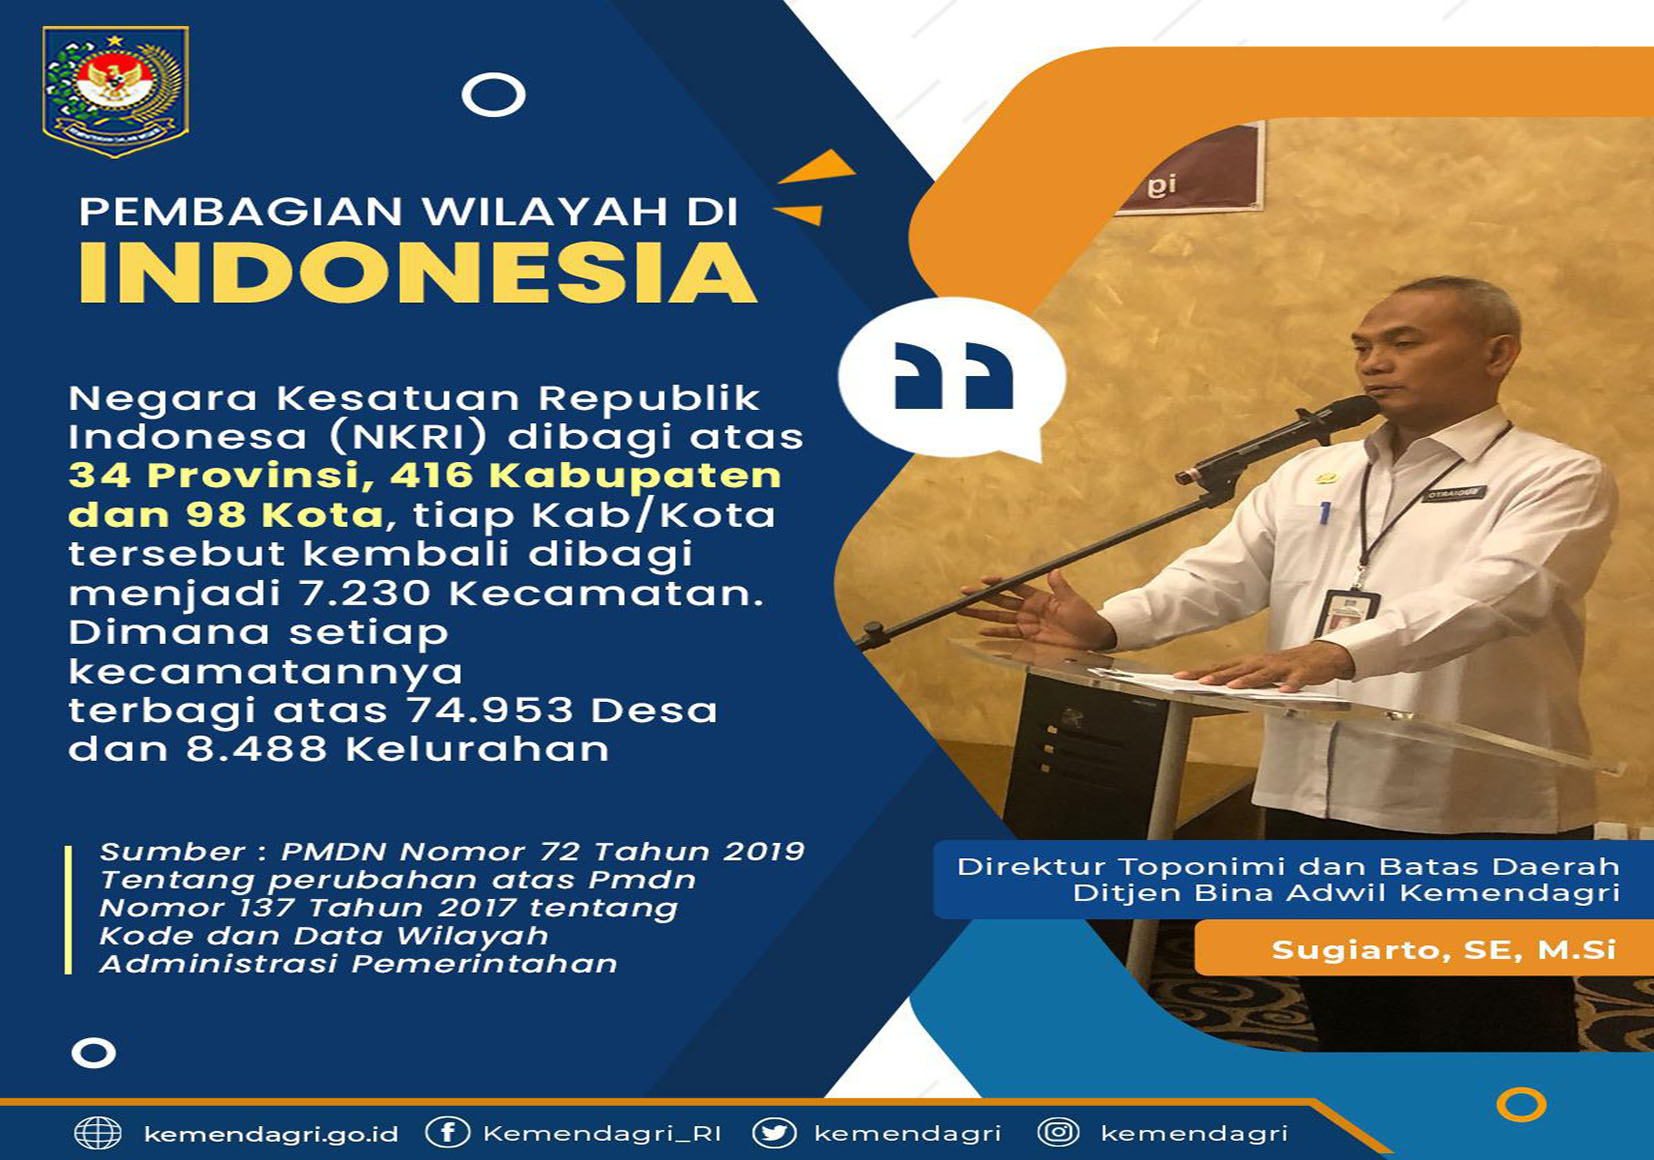 PEMBAGIAN WILAYAH DI
INDONESIA
Negara Kesatuan Republik
Indonesa (NKRI) dibagi atas
34 Provinsi, 416 Kabupaten
dan 98 Kota, tiap Kab/Kota
tersebut kembali dibagi
menjadi 7.230 Kecamatan.
Dimana setiap
kecamatannya
terbagi atas 74.953 Desa
dan 8.488 Kelurahan
Sumber : PMDN Nomor 72 Tahun 2019
Tentang perubahan atas Pmdn
Nomor 137 Tahun 2017 tentang
Kode dan Data Wilayah
Administrasi Pemerintahan
gi
Direktur Toponimi dan Batas Daerah
Ditjen Bina Adwil Kemendagri
Sugiarto, SE, M.Si
kemendagri.go.id
Kemendagri_RI
kemendagri
kemendagri